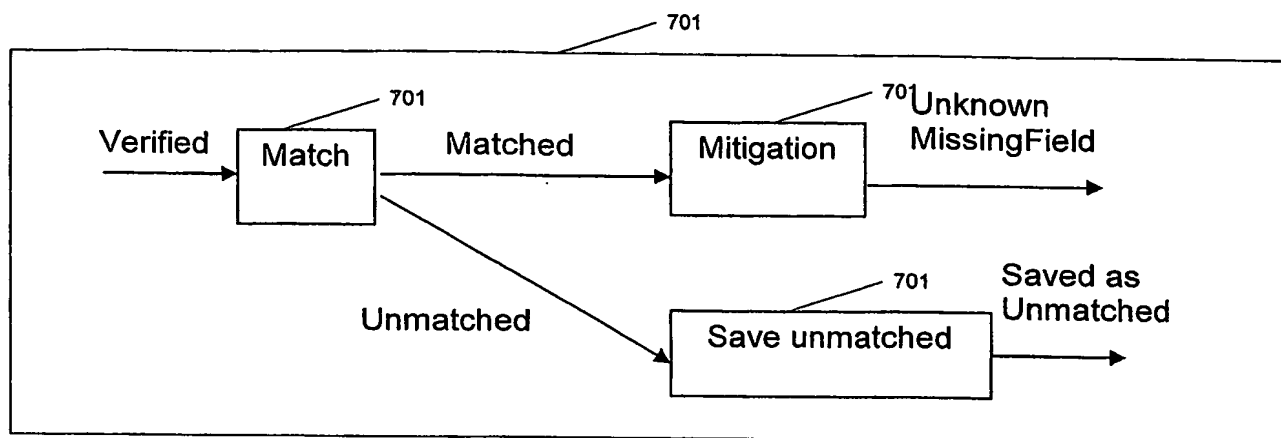 701
701
701
Verified
Match
Matched
Mitigation
Unknown
MissingField
701
Unmatched
Save unmatched
Saved as
Unmatched